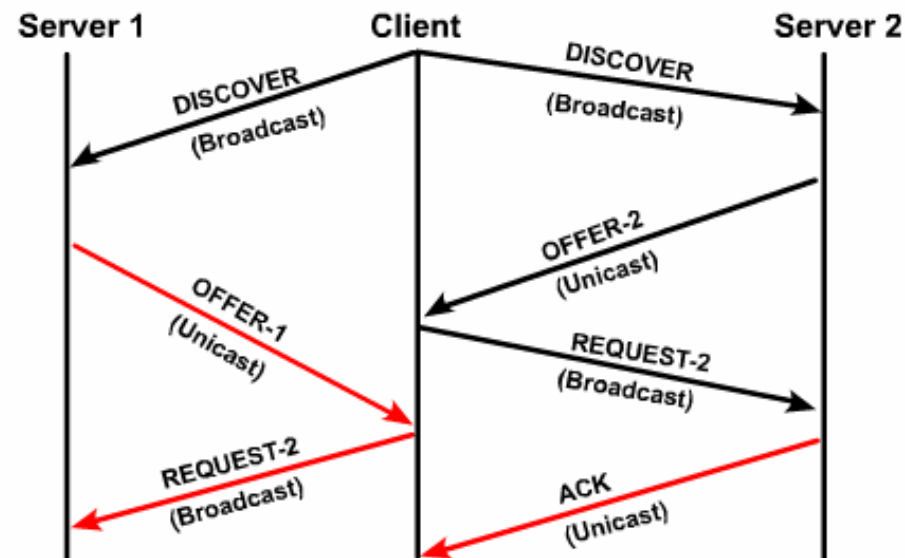 Server 1
Client
Server 2
DISCOVER
(Broadcast)
DISCOVER
(Broadcast)
OFFER-2
(Unicast)
OFFER-1
(Unicast)
REQUEST-2
(Broadcast)
REQUEST-2
(Broadcast)
ACK
(Unicast)